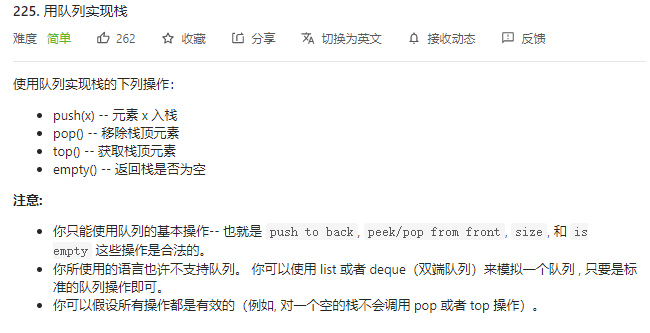 225. 用队列实现栈
难度 简单 262 收藏 分享 切换为英文 接收动态 反馈
使用队列实现栈的下列操作：
push(x) -- 元素 x 入栈
pop() -- 移除栈顶元素
top() -- 获取栈顶元素
empty() -- 返回栈是否为空
注意:
你只能使用队列的基本操作-- 也就是 push to back, peek/pop from front, size, 和 is
empty 这些操作是合法的。
你所使用的语言也许不支持队列。 你可以使用 list 或者 deque（双端队列）来模拟一个队列 , 只要是标
准的队列操作即可。
你可以假设所有操作都是有效的（例如, 对一个空的栈不会调用 pop 或者 top 操作）。